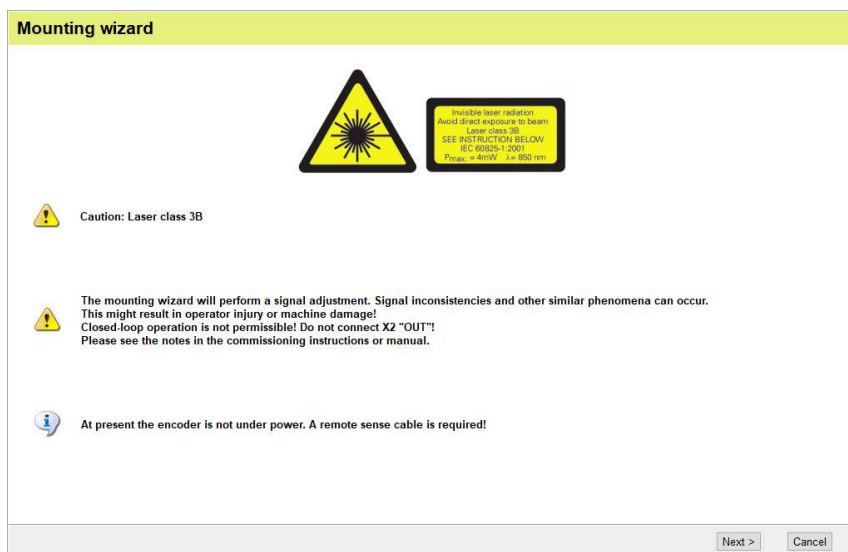 Mounting wizard
Invisible laser radiation
Avoid direct exposure to beam
Laser class 3B
SEE INSTRUCTION BELOW
IEC 60825-1:2001
Pmax. = 4mW λ= 850 nm
Caution: Laser class 3B
The mounting wizard will perform a signal adjustment. Signal inconsistencies and other similar phenomena can occur.
This might result in operator injury or machine damage!
Closed-loop operation is not permissible! Do not connect X2 "OUT"!
Please see the notes in the commissioning instructions or manual.
At present the encoder is not under power. A remote sense cable is required!
Next > Cancel